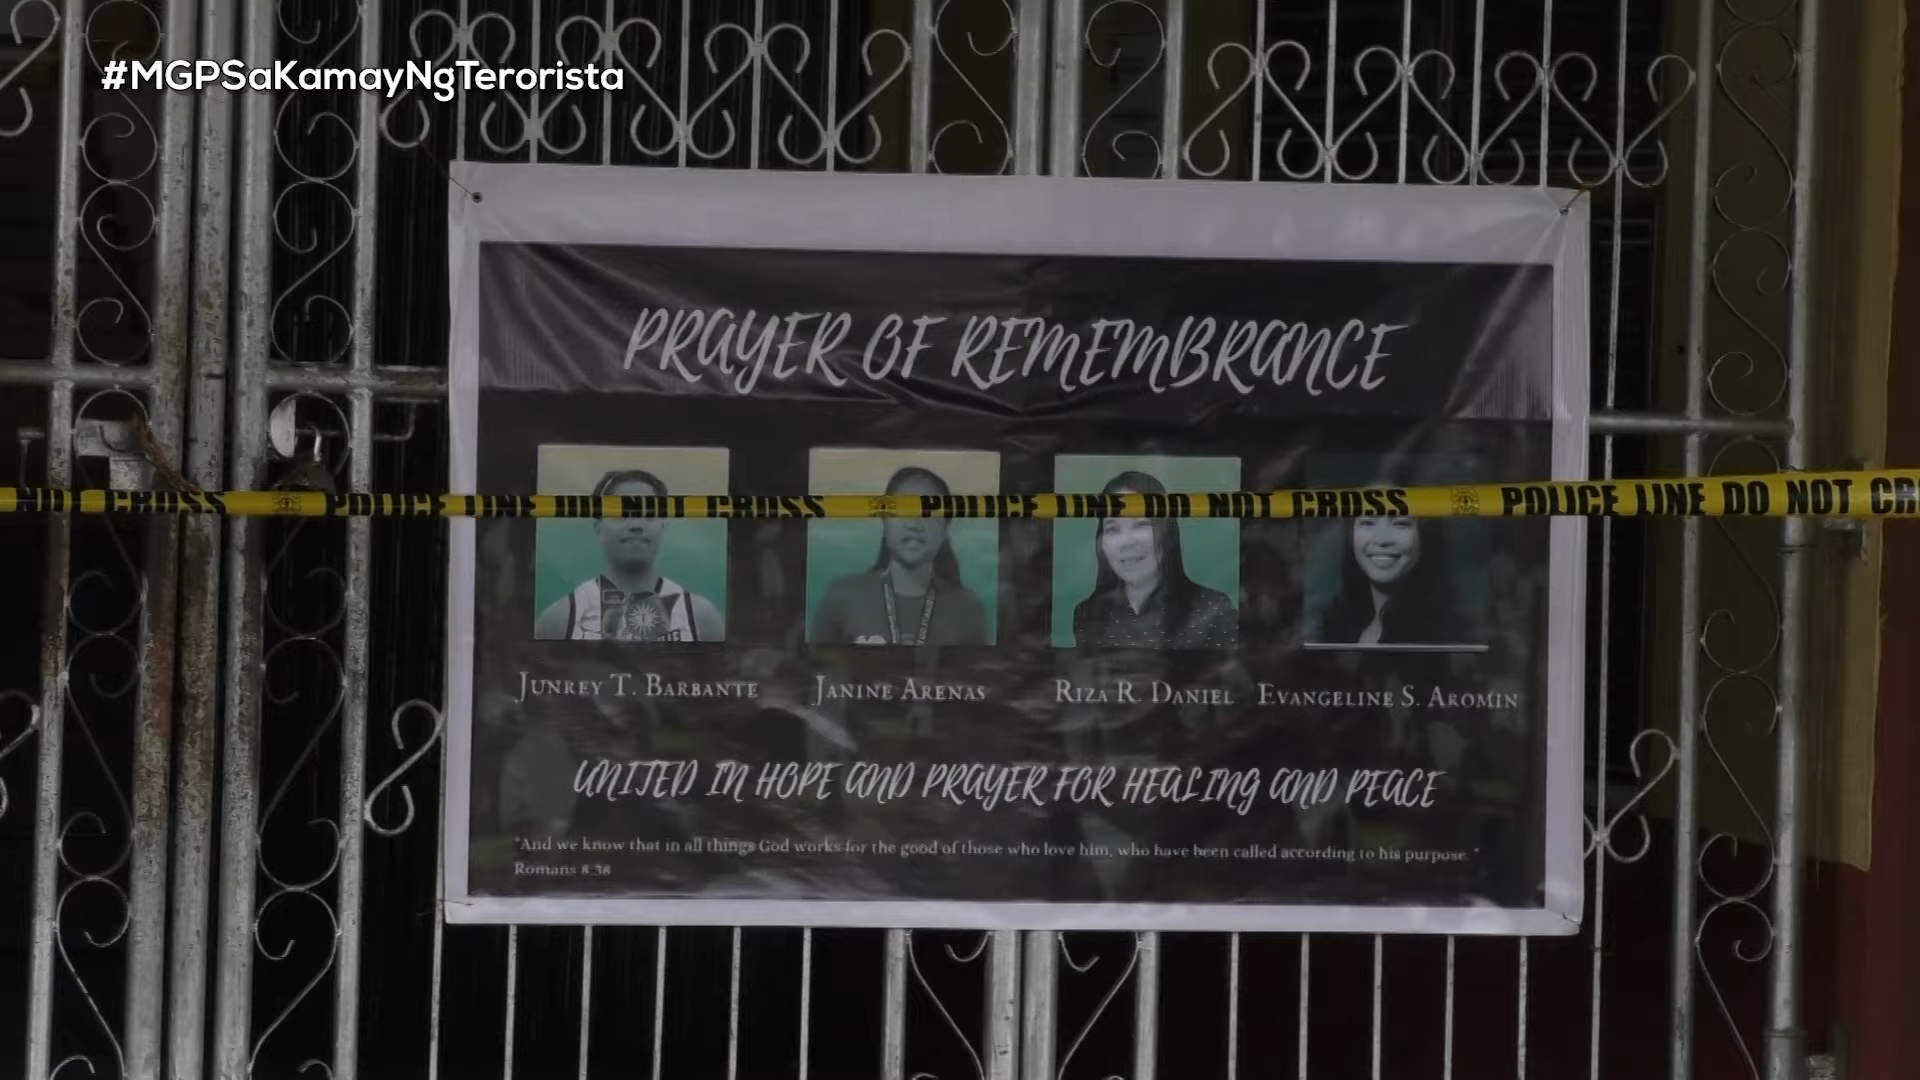 #MGPSaKamayNgTerorista
PRAYER OF REMEMBRANCE
NOT CROSS POLICE LINE DO NOT CROSS POLICE LINE DO NOT CROSS POLICE LINE DO NOT CR
JUNREY T. BARBANTE JANINE ARENAS RIZA R. DANIEL EVANGELINE S. AROMIN
UNITED IN HOPE AND PRAYER FOR HEALING AND PEACE
"And we know that in all things God works for the good of those who love him, who have been called according to his purpose. "
Romans 8:38